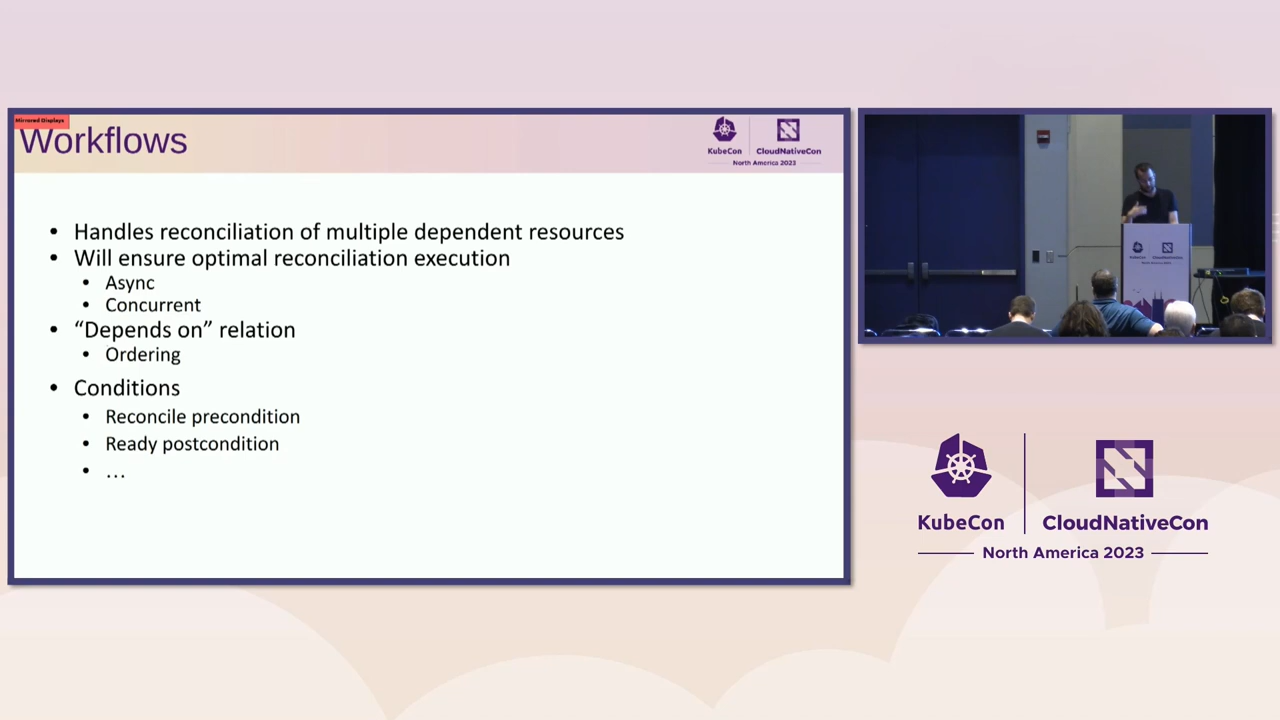 Mirrored Displays
Workflows
KubeCon
CloudNativeCon
North America 2023
• Handles reconciliation of multiple dependent resources
• Will ensure optimal reconciliation execution
• Async
• Concurrent
• “Depends on” relation
• Ordering
• Conditions
• Reconcile precondition
• Ready postcondition
• …
KubeCon
CloudNativeCon
North America 2023